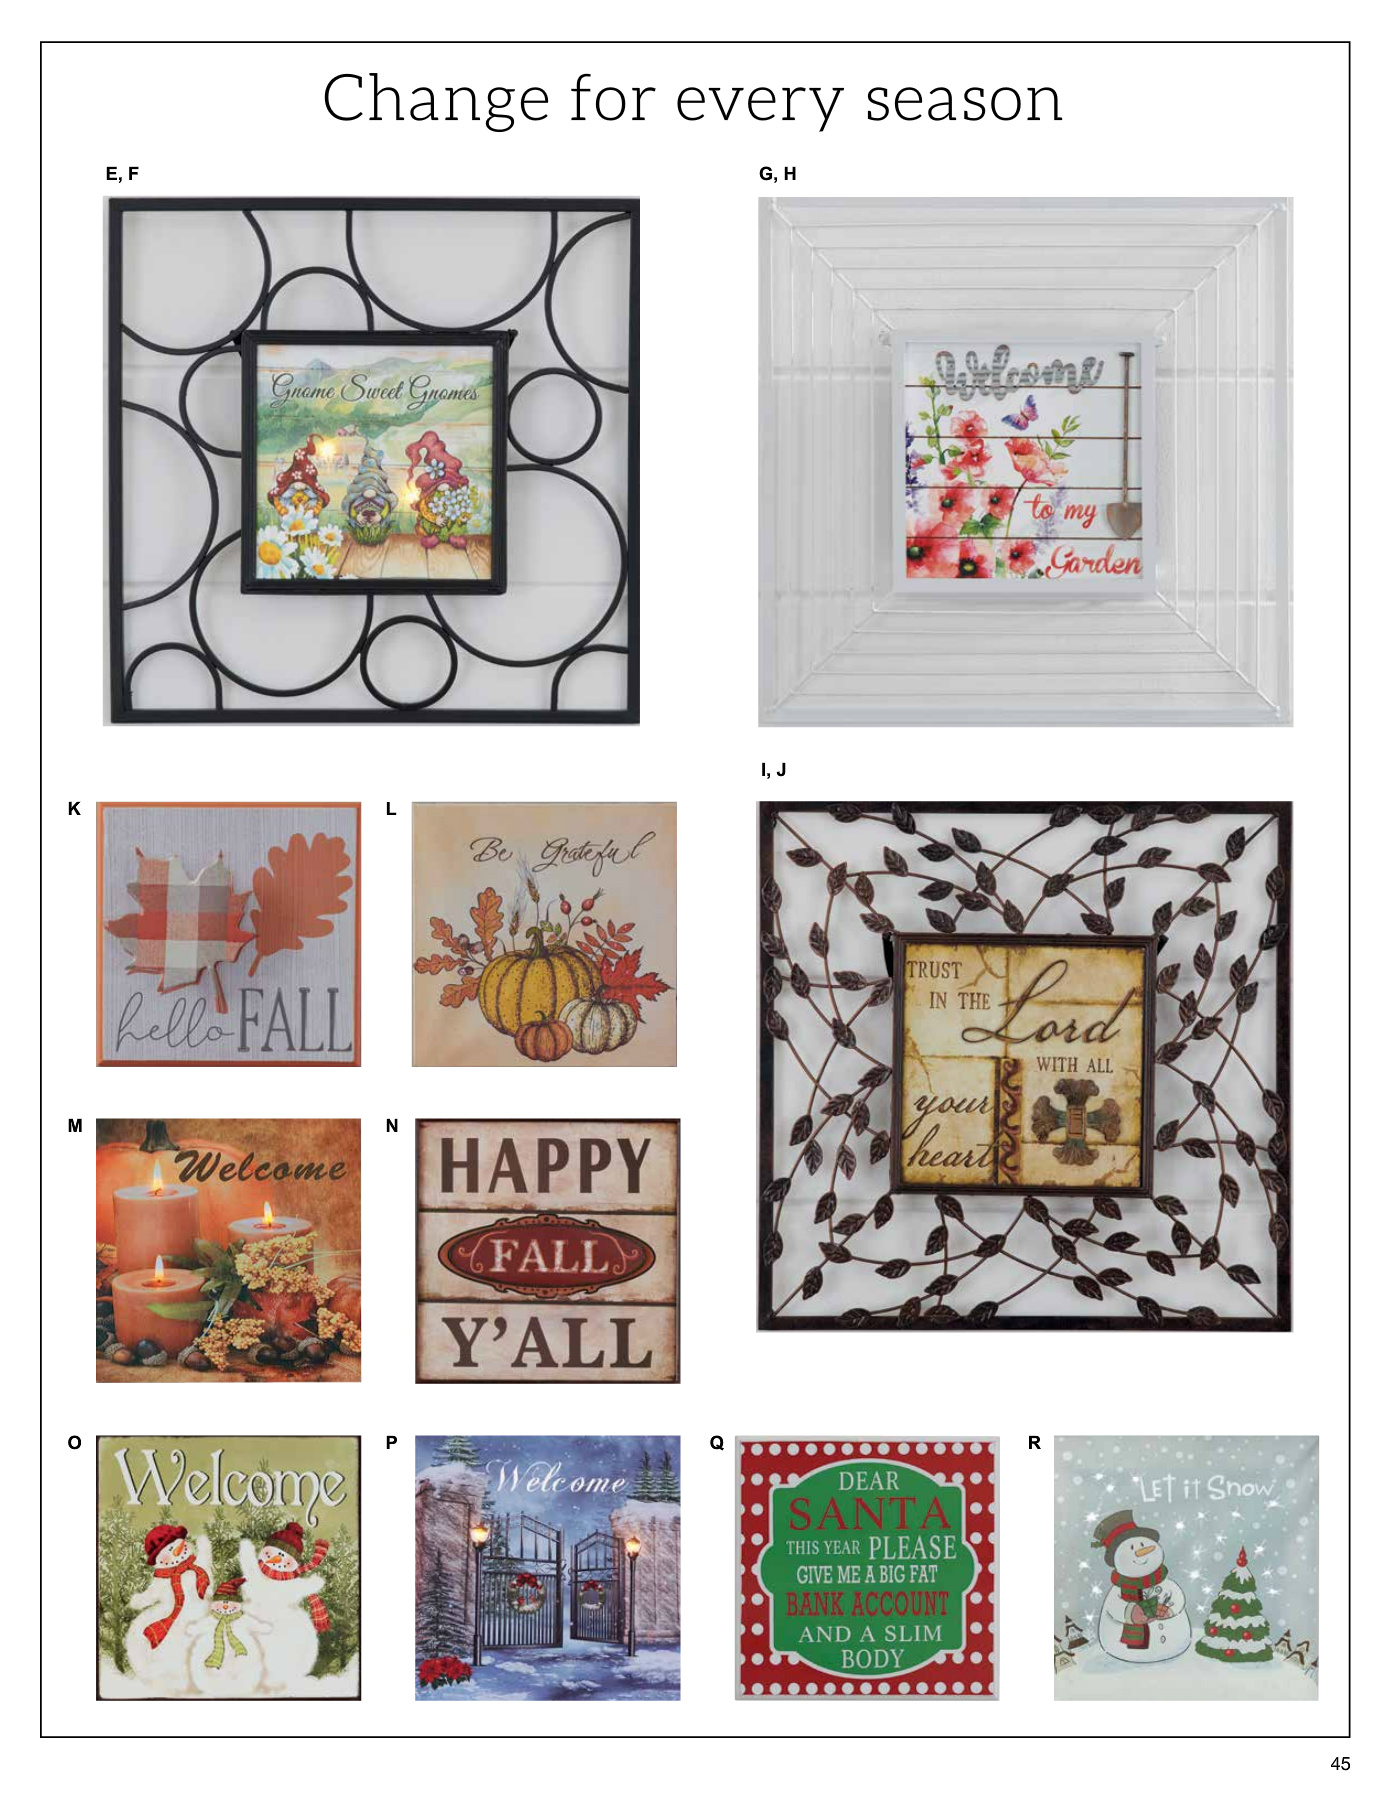 Change for every season
E, F
G, H
Gnome Sweet Gnomes
Welcome
to my
Garden
I, J
K
L
Be Grateful
hello FALL
TRUST
IN THE Lord
WITH ALL
your
heart
M
N
Welcome
HAPPY
FALL
Y'ALL
O
P
Q
R
Welcome
Welcome
DEAR
SANTA
THIS YEAR PLEASE
GIVE ME A BIG FAT
BANK ACCOUNT
AND A SLIM
BODY
LET it Snow
45